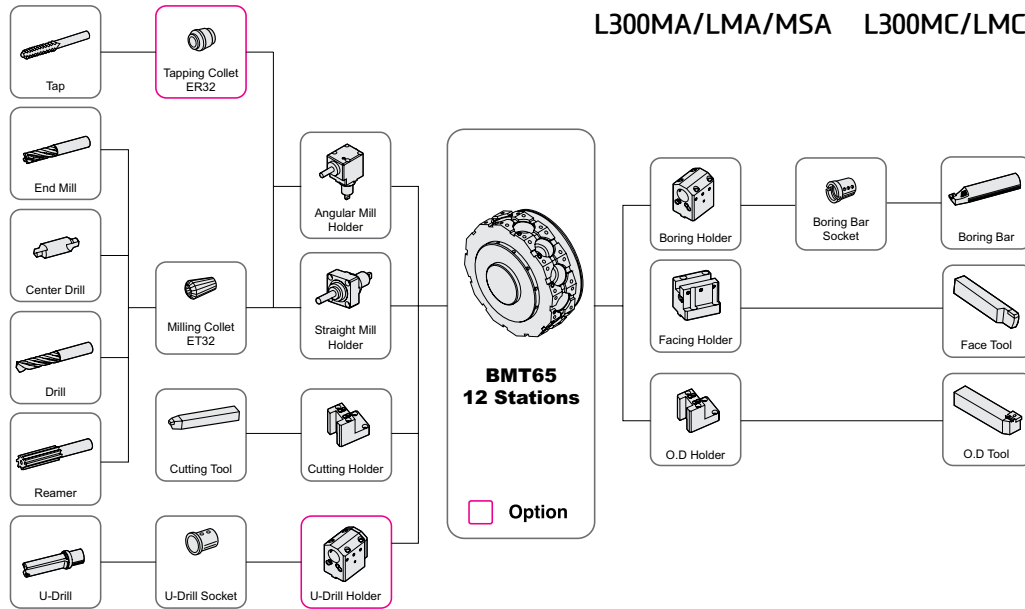 L300MA/LMA/MSA L300MC/LMC
Tap
Tapping Collet
ER32
End Mill
Center Drill
Drill
Reamer
Milling Collet
ET32
Angular Mill
Holder
Straight Mill
Holder
Cutting Tool
Cutting Holder
U-Drill
U-Drill Socket
U-Drill Holder
BMT65
12 Stations
Option
Boring Holder
Boring Bar
Socket
Boring Bar
Facing Holder
Face Tool
O.D Holder
O.D Tool